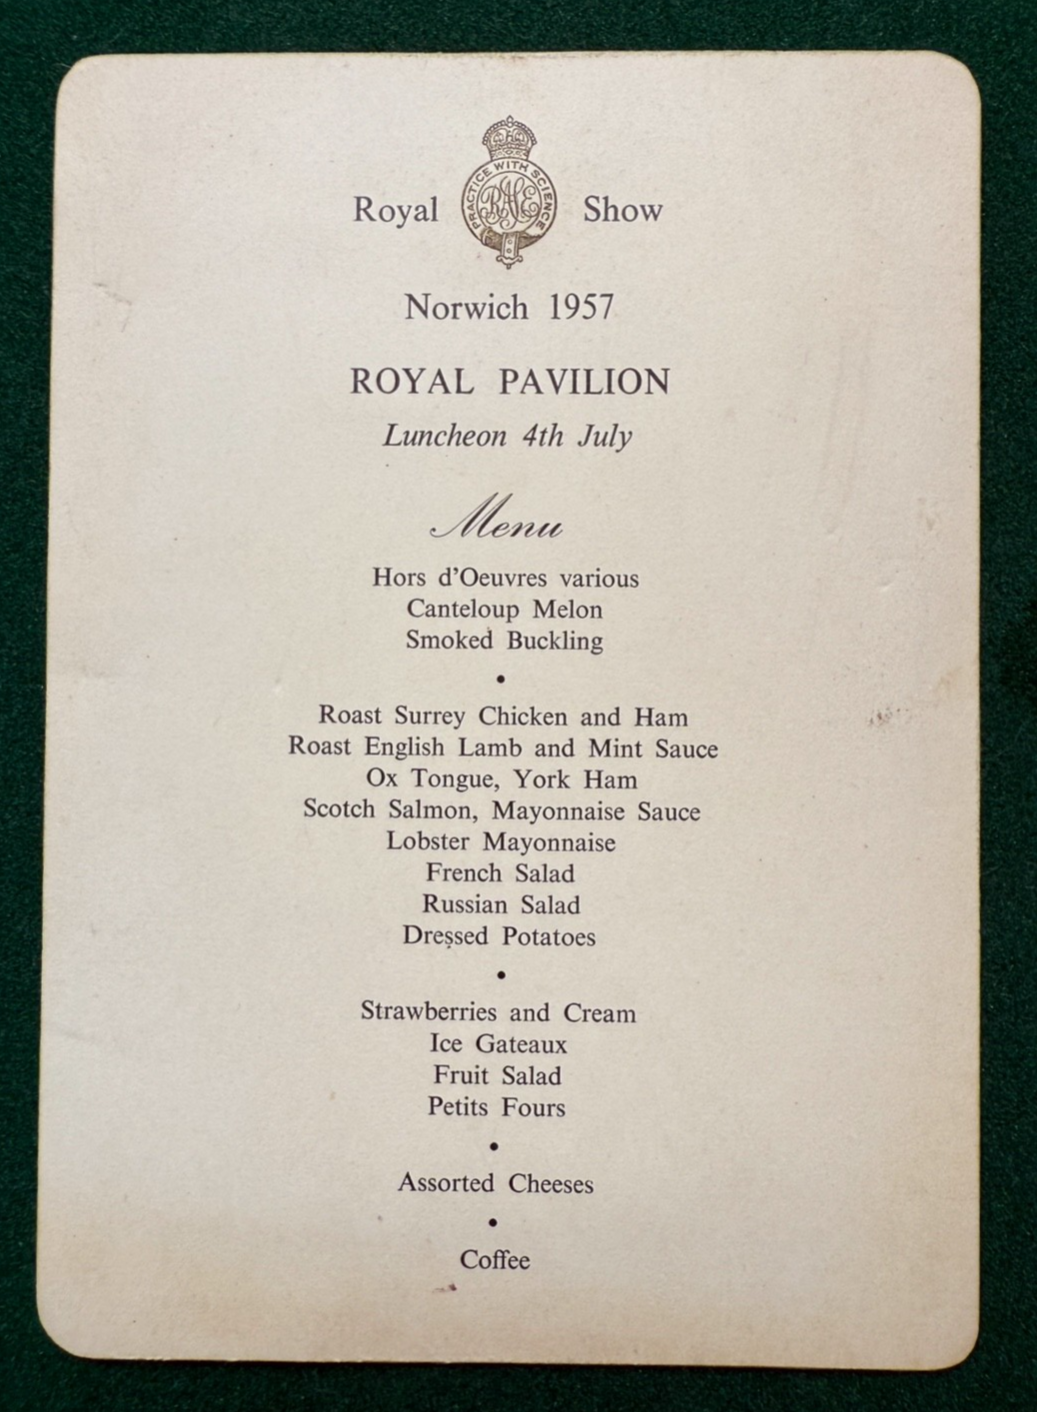 PRACTICE WITH SCIENCE
RASE
Royal Show
Norwich 1957
ROYAL PAVILION
Luncheon 4th July
Menu
Hors d'Oeuvres various
Canteloup Melon
Smoked Buckling
•
Roast Surrey Chicken and Ham
Roast English Lamb and Mint Sauce
Ox Tongue, York Ham
Scotch Salmon, Mayonnaise Sauce
Lobster Mayonnaise
French Salad
Russian Salad
Dressed Potatoes
•
Strawberries and Cream
Ice Gateaux
Fruit Salad
Petits Fours
•
Assorted Cheeses
•
Coffee